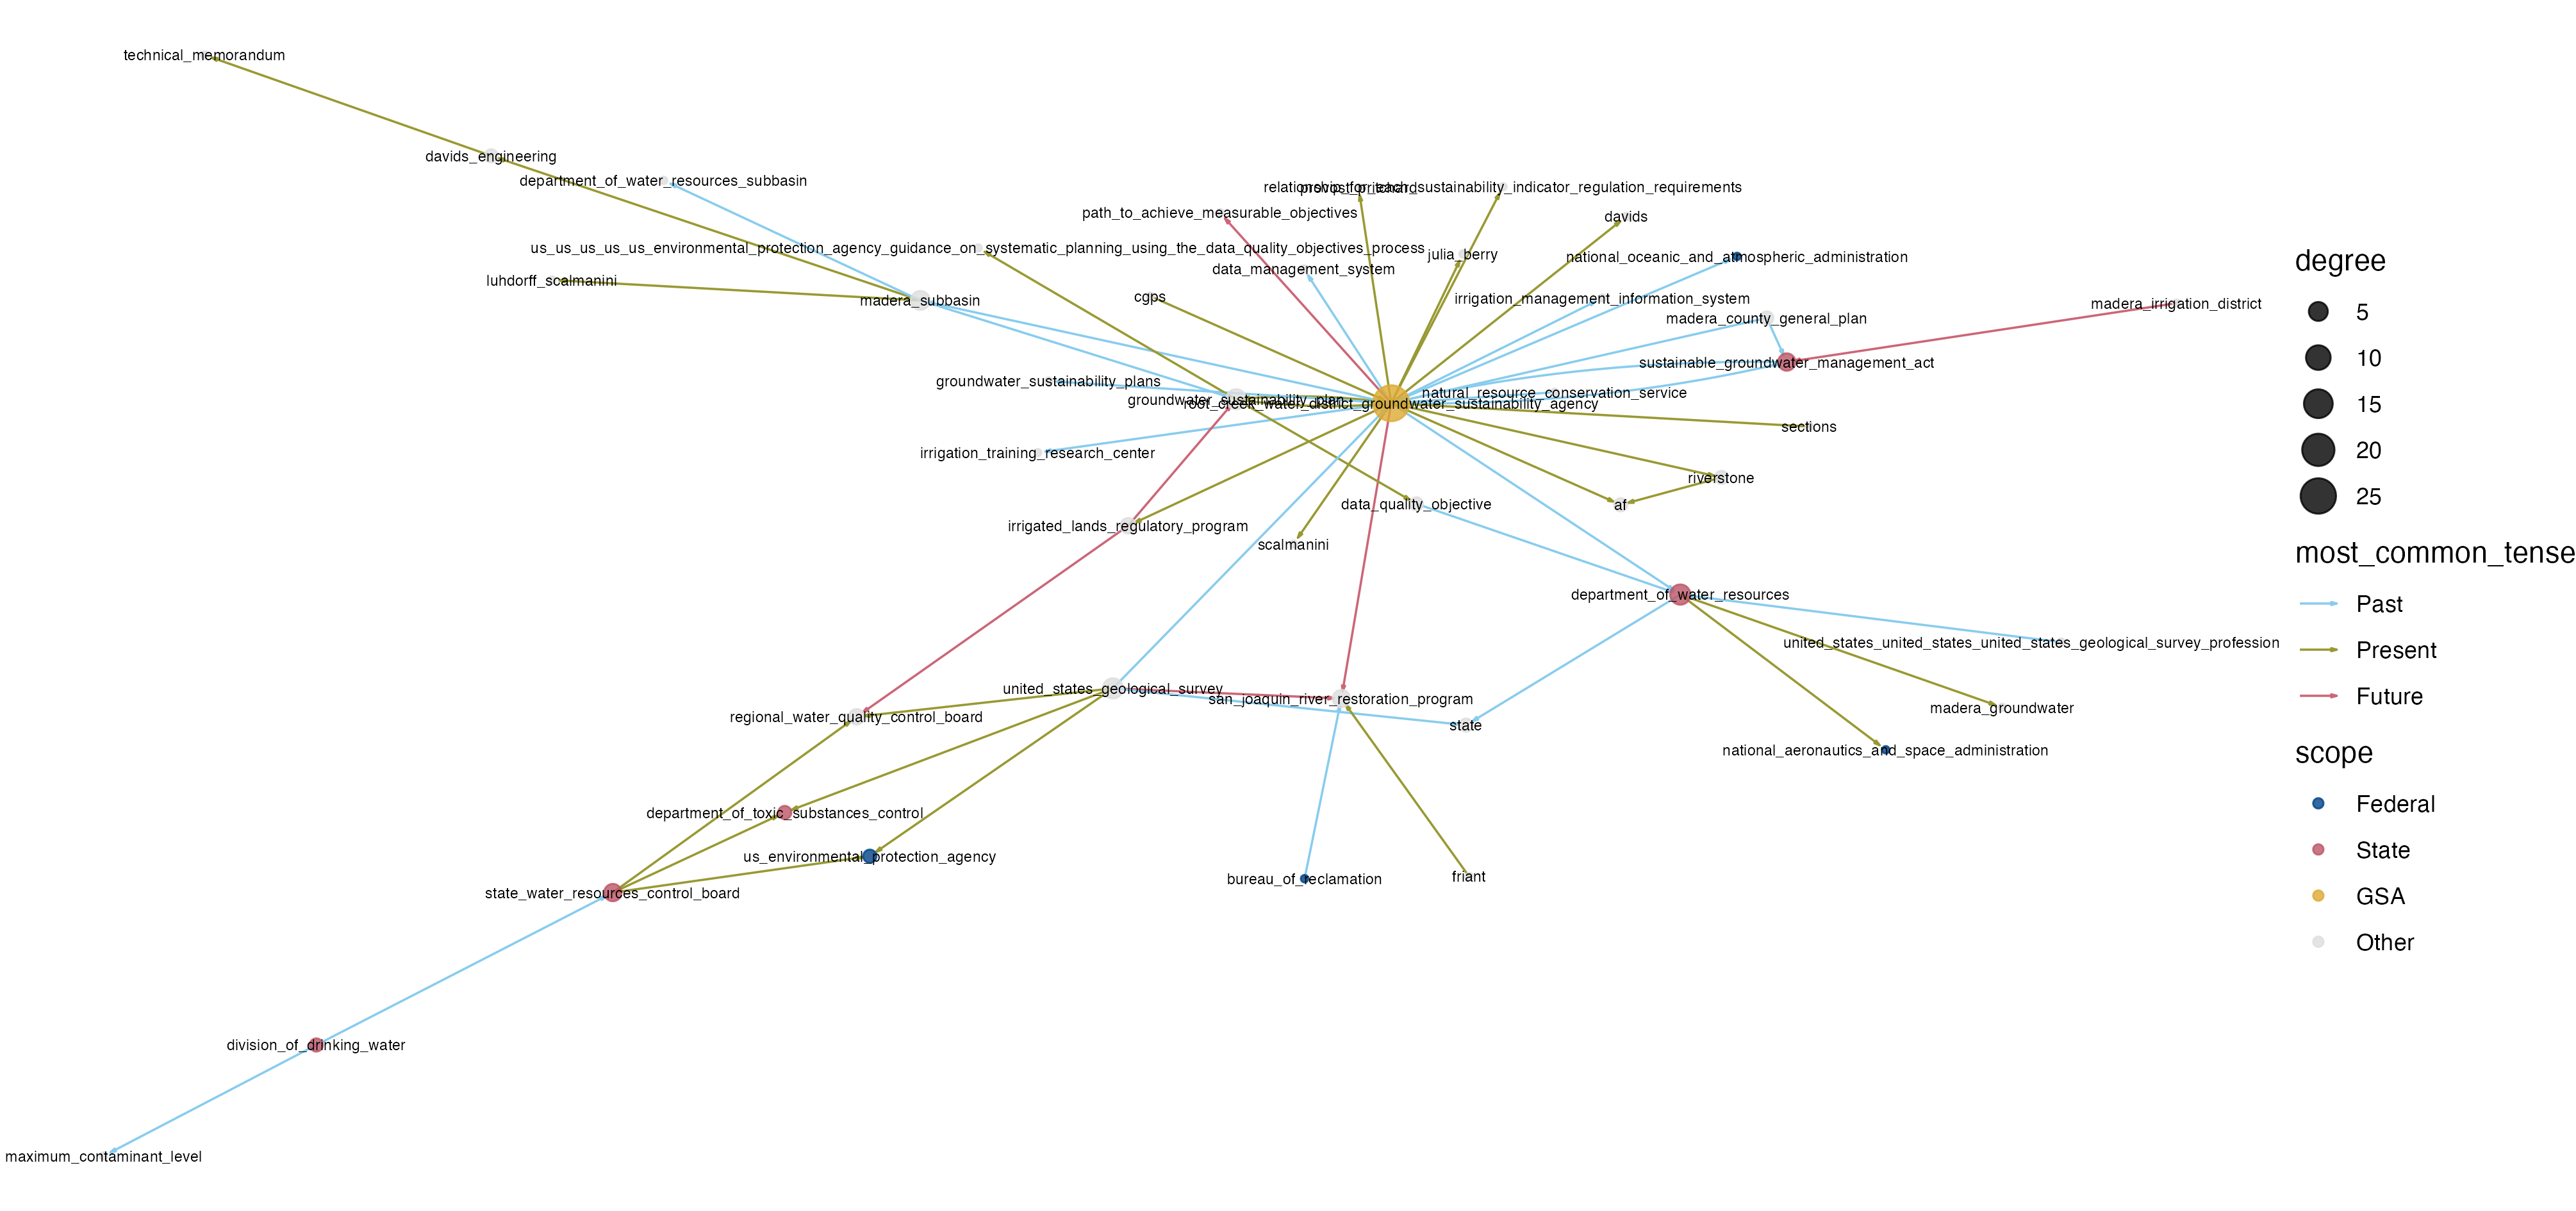 technical_memorandum
davids_engineering
department_of_water_resources_subbasin
relationship_for_each_sustainability_indicator_regulation_requirements
provost_pritchard
path_to_achieve_measurable_objectives
davids
us_us_us_us_us_environmental_protection_agency_guidance_on_systematic_planning_using_the_data_quality_objectives_process
julia_berry
national_oceanic_and_atmospheric_administration
data_management_system
luhdorff_scalmanini
madera_subbasin
cgps
irrigation_management_information_system
madera_irrigation_district
madera_county_general_plan
sustainable_groundwater_management_act
groundwater_sustainability_plans
natural_resource_conservation_service
groundwater_sustainability_plan
root_creek_water_district_groundwater_sustainability_agency
sections
irrigation_training_research_center
riverstone
data_quality_objective
af
irrigated_lands_regulatory_program
scalmanini
department_of_water_resources
united_states_united_states_united_states_geological_survey_profession
united_states_geological_survey
san_joaquin_river_restoration_program
madera_groundwater
regional_water_quality_control_board
state
national_aeronautics_and_space_administration
department_of_toxic_substances_control
us_environmental_protection_agency
bureau_of_reclamation
friant
state_water_resources_control_board
division_of_drinking_water
maximum_contaminant_level
degree
5
10
15
20
25
most_common_tense
Past
Present
Future
scope
Federal
State
GSA
Other